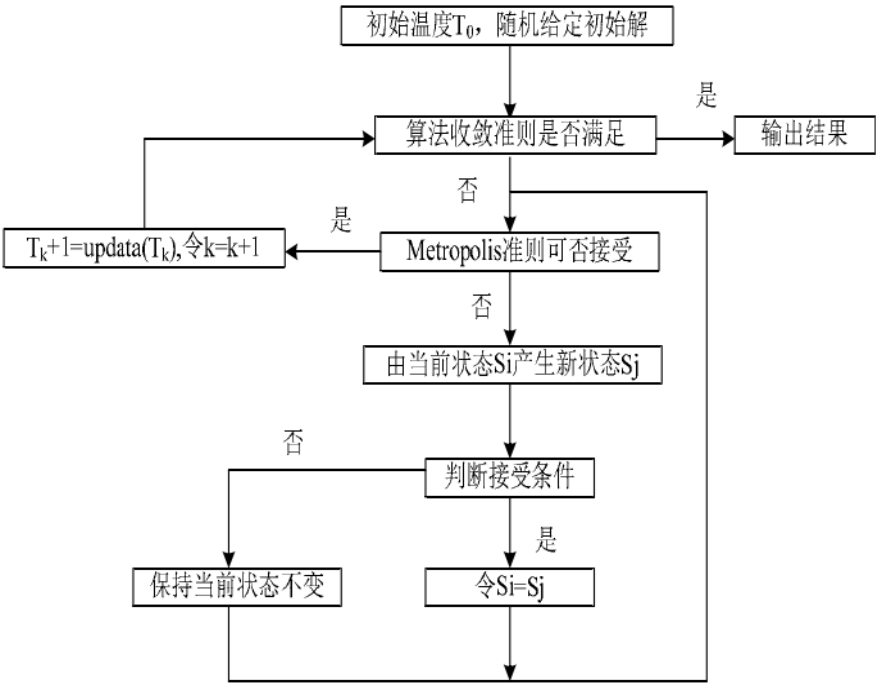 初始温度T0，随机给定初始解
是
算法收敛准则是否满足
输出结果
否
是
Tk+1=updata(Tk),令k=k+1
Metropolis准则可否接受
否
由当前状态Si产生新状态Sj
否
判断接受条件
是
保持当前状态不变
令Si=Sj